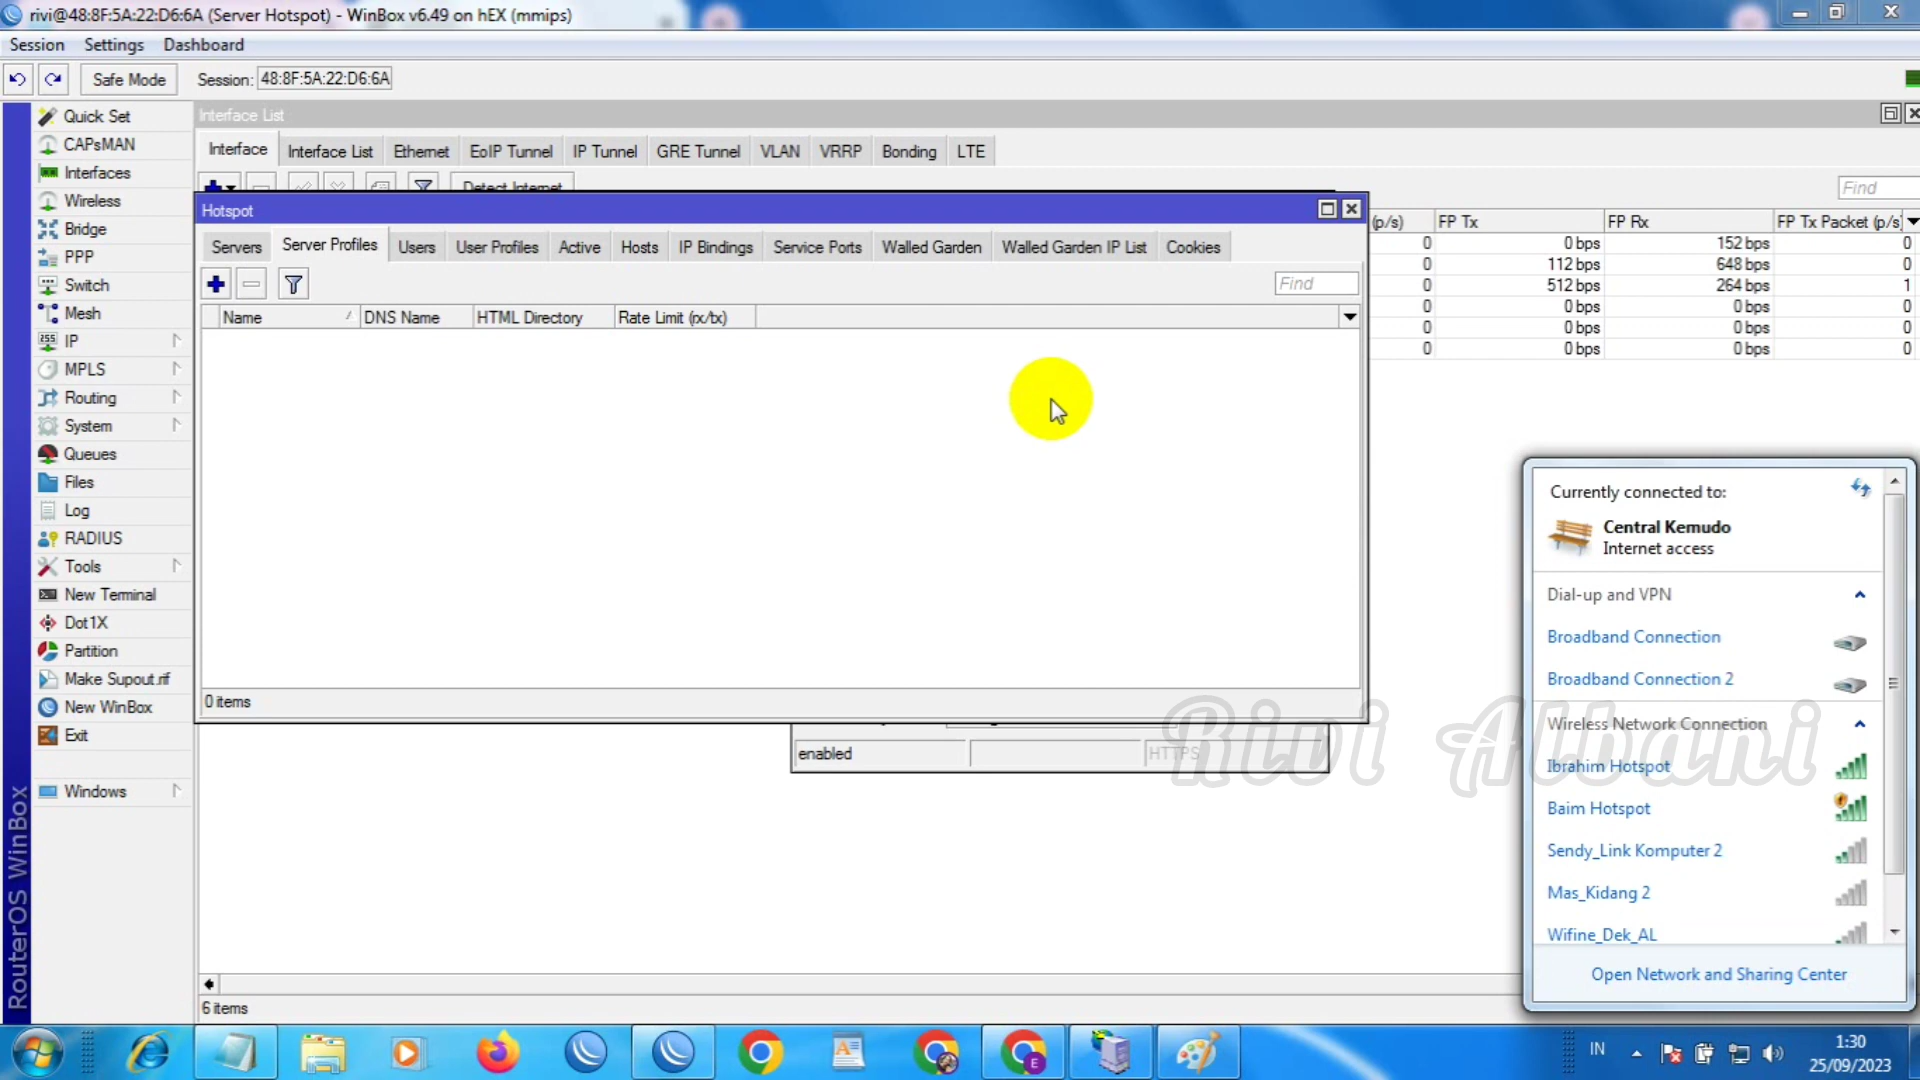 rivi@48:8F:5A:22:D6:6A (Server Hotspot) - WinBox v6.49 on hEX (mmips)
Session Settings Dashboard
Safe Mode Session: 48:8F:5A:22:D6:6A
Quick Set
CAPsMAN
Interfaces
Wireless
Bridge
PPP
Switch
Mesh
IP
MPLS
Routing
System
Queues
Files
Log
RADIUS
Tools
New Terminal
Dot1X
Partition
Make Supout.rif
New WinBox
Exit
Windows
RouterOS WinBox
Interface List
Interface Interface List Ethernet EoIP Tunnel IP Tunnel GRE Tunnel VLAN VRRP Bonding LTE
Detect Internet
Find
(p/s) FP Tx FP Rx FP Tx Packet (p/s)
0 0 bps 152 bps 0
0 112 bps 648 bps 0
0 512 bps 264 bps 1
0 0 bps 0 bps 0
0 0 bps 0 bps 0
0 0 bps 0 bps 0
Hotspot
Servers Server Profiles Users User Profiles Active Hosts IP Bindings Service Ports Walled Garden Walled Garden IP List Cookies
Find
Name DNS Name HTML Directory Rate Limit (rx/tx)
0 items
enabled HTTPS
6 items
Rivi Albani
Currently connected to:
Central Kemudo
Internet access
Dial-up and VPN
Broadband Connection
Broadband Connection 2
Wireless Network Connection
Ibrahim Hotspot
Baim Hotspot
Sendy_Link Komputer 2
Mas_Kidang 2
Wifine_Dek_AL
Open Network and Sharing Center
IN
1:30
25/09/2023